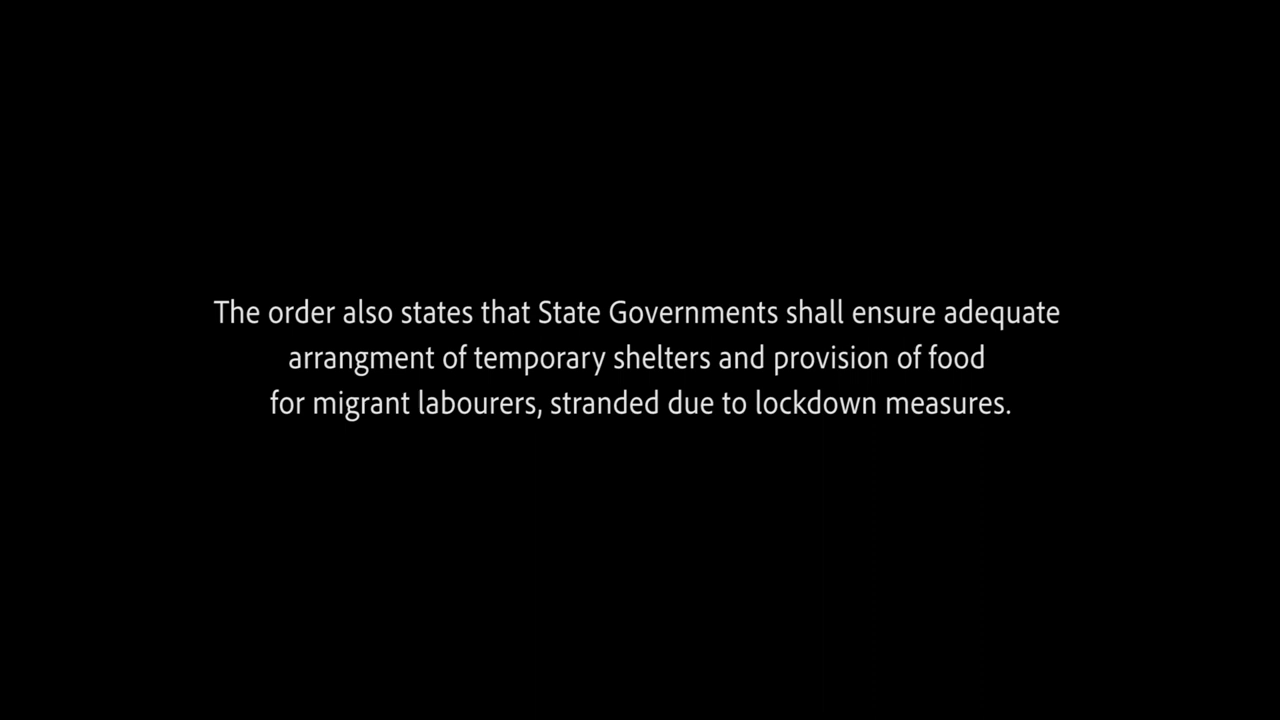 The order also states that State Governments shall ensure adequate
arrangment of temporary shelters and provision of food
for migrant labourers, stranded due to lockdown measures.